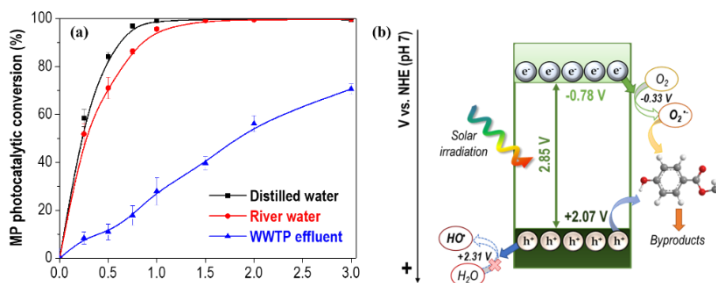 MP photocatalytic conversion (%)
100
80
60
40
20
0
(a)
Distilled water
River water
WWTP effluent
0.0 0.5 1.0 1.5 2.0 2.5 3.0
(b)
V vs. NHE (pH 7)
+
e- e- e- e- e-
-0.78 V
O2
-0.33 V
O2•-
Solar
irradiation
2.85 V
+2.07 V
h+ h+ h+ h+ h+
HO•
+2.31 V
H2O
Byproducts